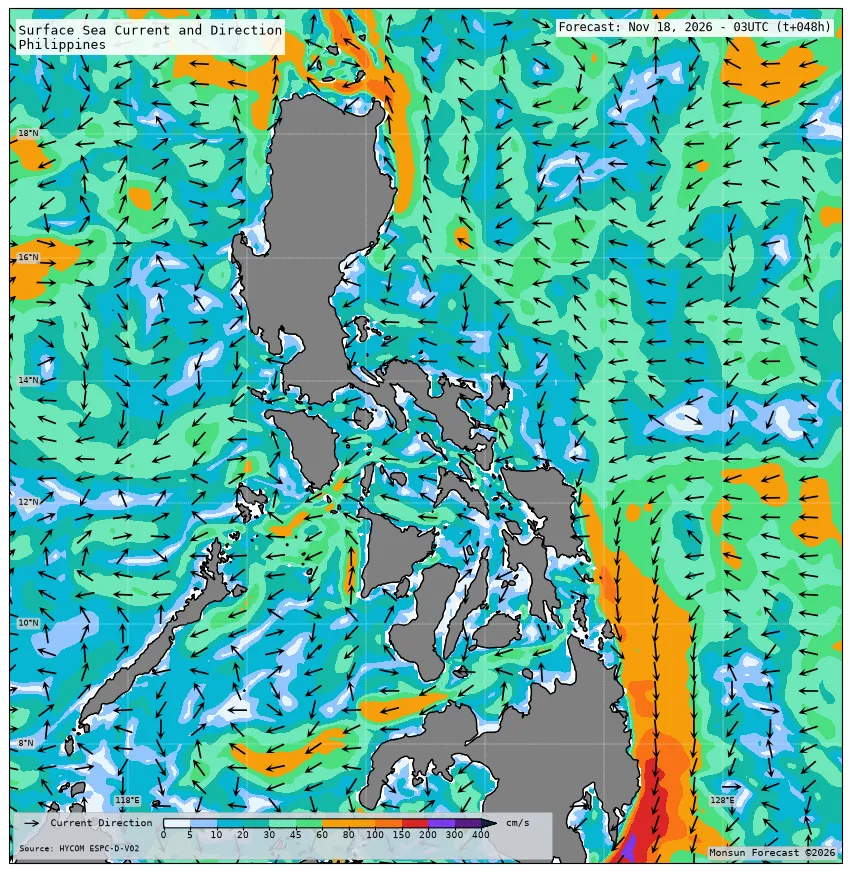 Surface Sea Current and Direction
Philippines
Forecast: Nov 18, 2026 - 03UTC (t+048h)
18°N
16°N
14°N
12°N
10°N
8°N
118°E
128°E
Current Direction
0 5 10 20 30 45 60 80 100 150 200 300 400
cm/s
Source: HYCOM ESPC-D-V02
Monsun Forecast ©2026